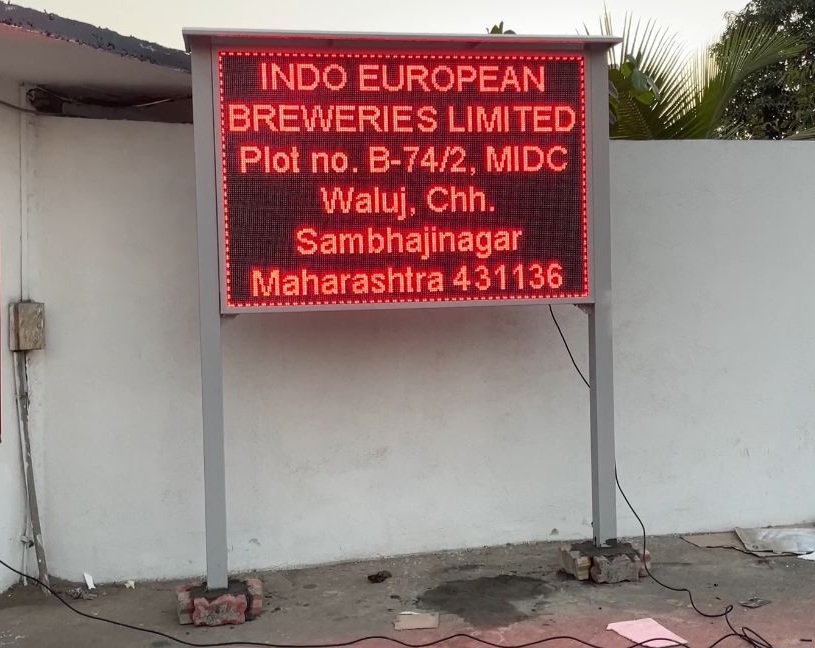 INDO EUROPEAN
BREWERIES LIMITED
Plot no. B-74/2, MIDC
Waluj, Chh.
Sambhajinagar
Maharashtra 431136